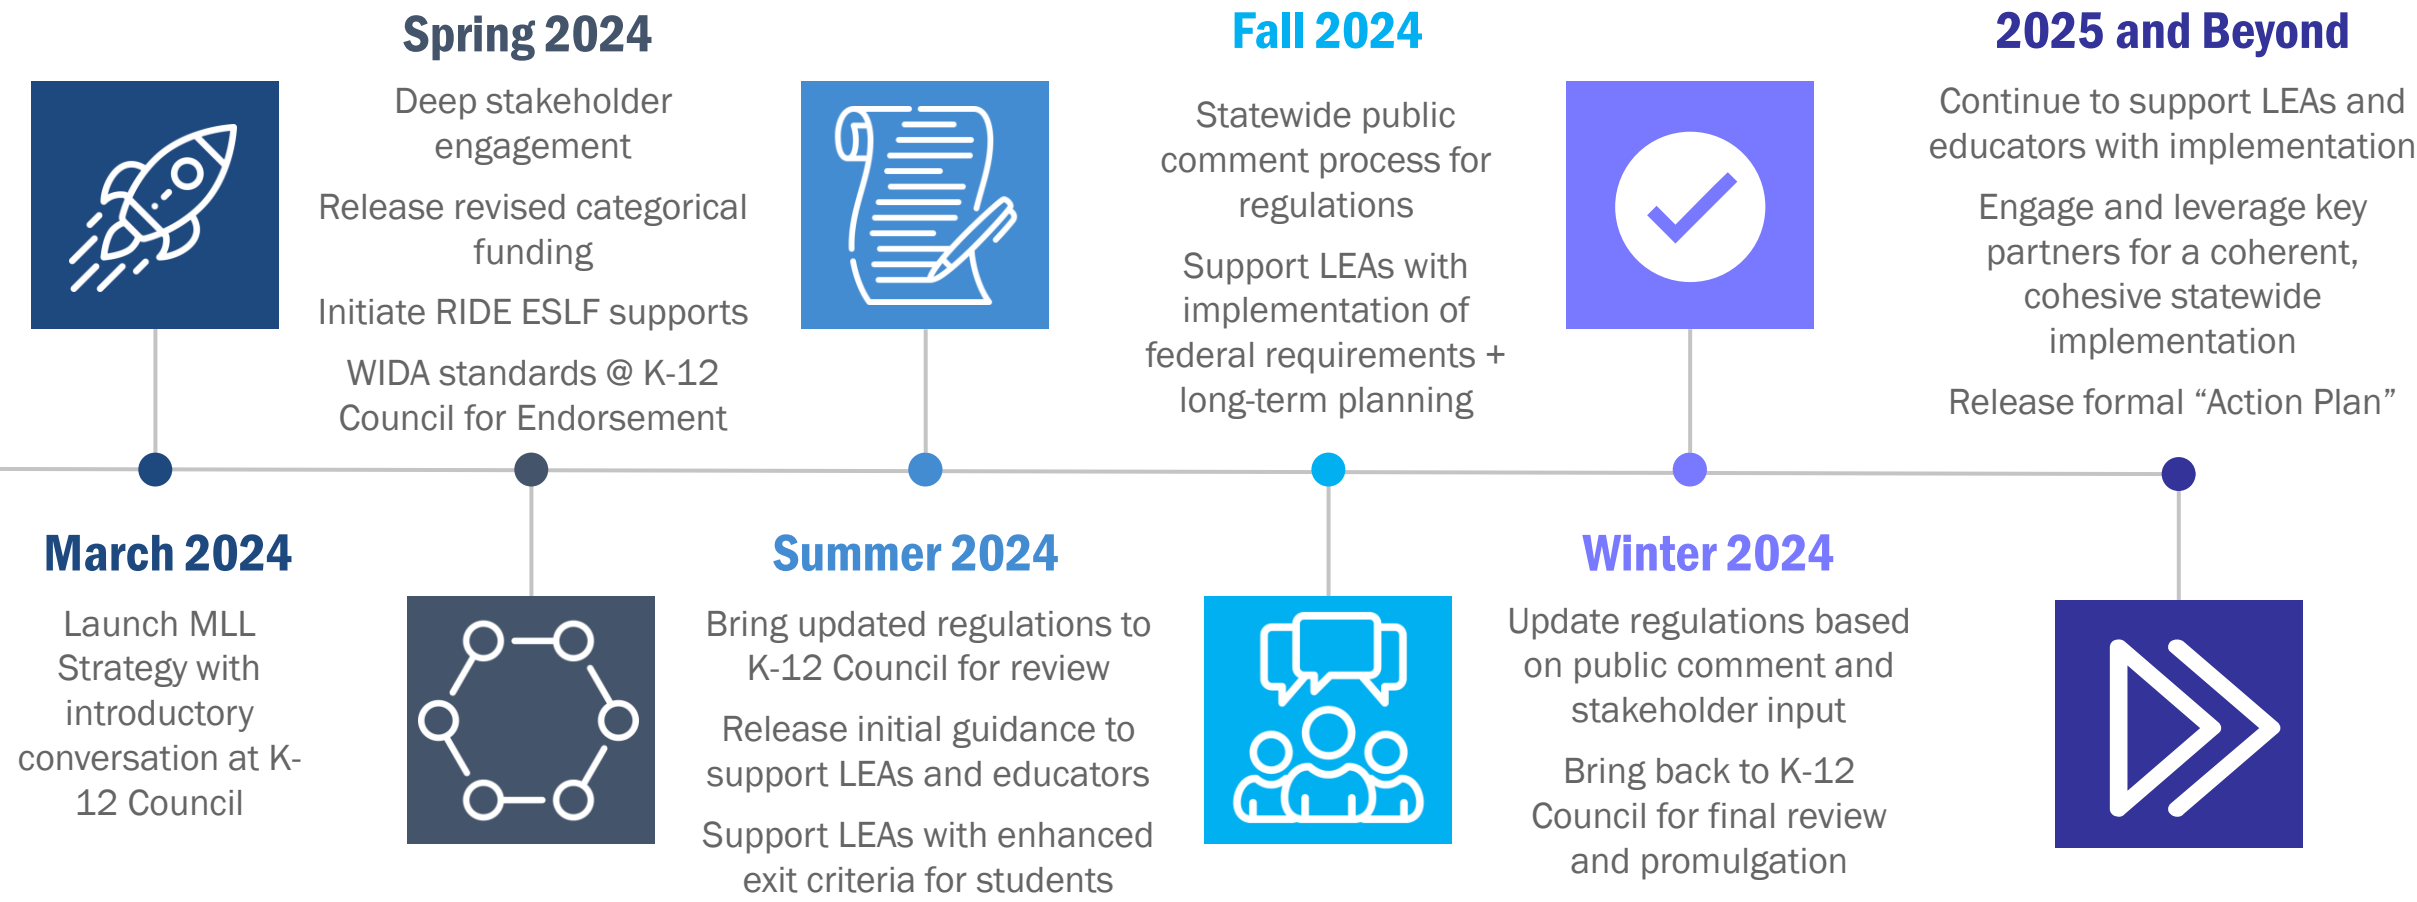 March 2024
Launch MLL
Strategy with
introductory
conversation at K-
12 Council
Spring 2024
Deep stakeholder
engagement
Release revised categorical
funding
Initiate RIDE ESLF supports
WIDA standards @ K-12
Council for Endorsement
Summer 2024
Bring updated regulations to
K-12 Council for review
Release initial guidance to
support LEAs and educators
Support LEAs with enhanced
exit criteria for students
Fall 2024
Statewide public
comment process for
regulations
Support LEAs with
implementation of
federal requirements +
long-term planning
Winter 2024
Update regulations based
on public comment and
stakeholder input
Bring back to K-12
Council for final review
and promulgation
2025 and Beyond
Continue to support LEAs and
educators with implementation
Engage and leverage key
partners for a coherent,
cohesive statewide
implementation
Release formal “Action Plan”